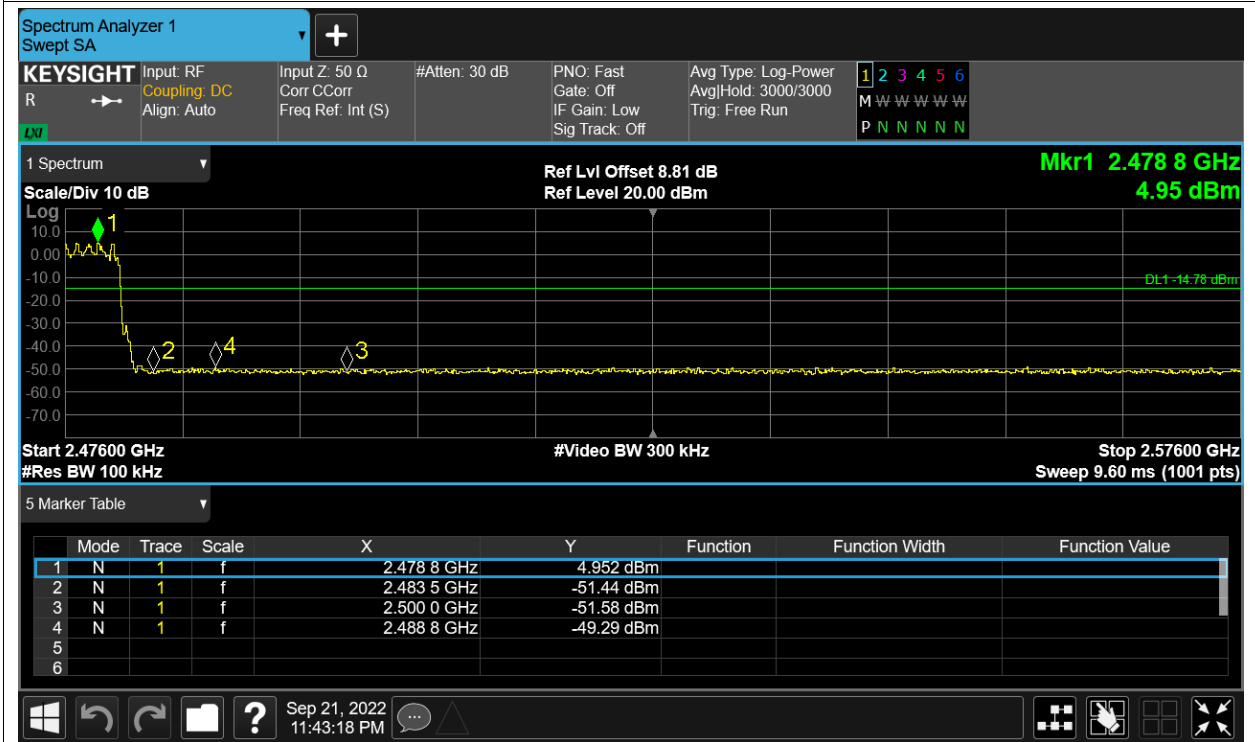 Spectrum Analyzer 1
Swept SA
+
KEYSIGHT Input: RF Input Z: 50 Ω #Atten: 30 dB PNO: Fast Avg Type: Log-Power 1 2 3 4 5 6
R Coupling: DC Corr CCorr Gate: Off Avg|Hold: 3000/3000 M W W W W W
Align: Auto Freq Ref: Int (S) IF Gain: Low Trig: Free Run
LXI Sig Track: Off P N N N N N
1 Spectrum Ref Lvl Offset 8.81 dB Mkr1 2.478 8 GHz
Scale/Div 10 dB Ref Level 20.00 dBm 4.95 dBm
Log
1
10.0
0.00
-10.0
DL1 -14.78 dBm
-20.0
-30.0
-40.0
2 4 3
-50.0
-60.0
-70.0
Start 2.47600 GHz #Video BW 300 kHz Stop 2.57600 GHz
#Res BW 100 kHz Sweep 9.60 ms (1001 pts)
5 Marker Table
Mode Trace Scale X Y Function Function Width Function Value
1 N 1 f 2.478 8 GHz 4.952 dBm
2 N 1 f 2.483 5 GHz -51.44 dBm
3 N 1 f 2.500 0 GHz -51.58 dBm
4 N 1 f 2.488 8 GHz -49.29 dBm
5
6
? Sep 21, 2022
11:43:18 PM